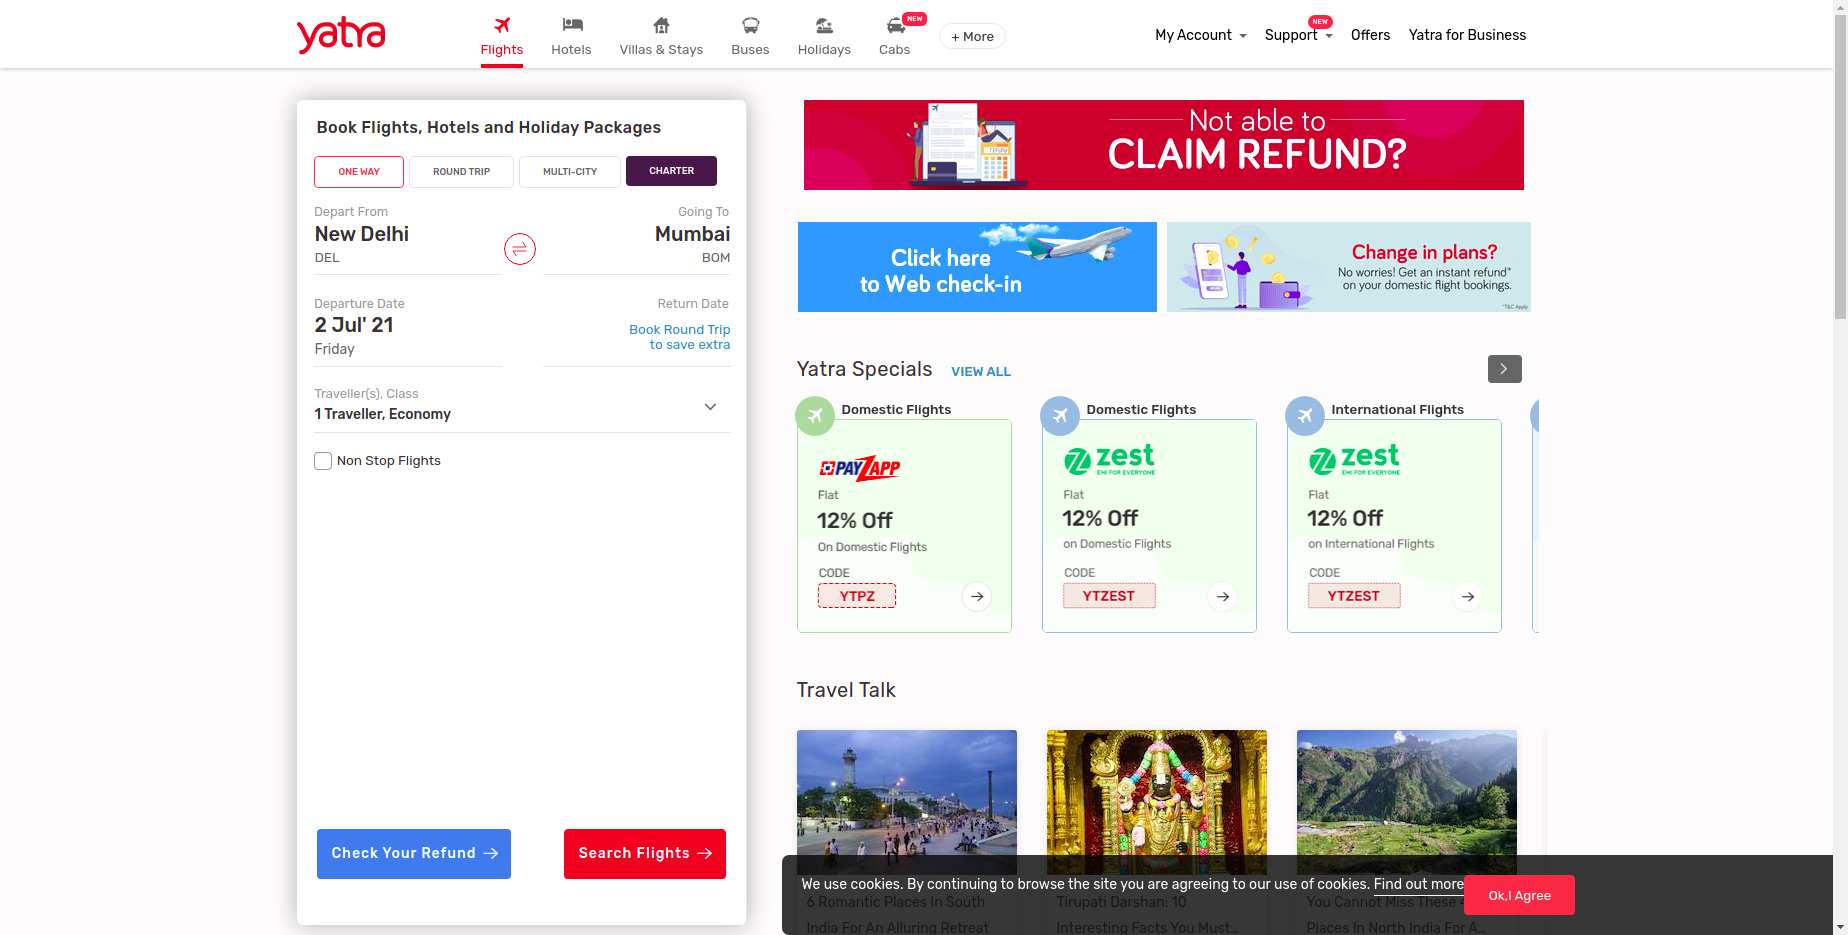 yatra
Flights
Hotels
Villas & Stays
Buses
Holidays
Cabs
NEW
+ More
My Account
Support
NEW
Offers
Yatra for Business
Book Flights, Hotels and Holiday Packages
ONE WAY
ROUND TRIP
MULTI-CITY
CHARTER
Depart From
New Delhi
DEL
Going To
Mumbai
BOM
Departure Date
2 Jul' 21
Friday
Return Date
Book Round Trip
to save extra
Traveller(s), Class
1 Traveller, Economy
Non Stop Flights
Check Your Refund
Search Flights
Not able to
CLAIM REFUND?
refund
Click here
to Web check-in
Change in plans?
No worries! Get an instant refund*
on your domestic flight bookings.
*T&C Apply
Yatra Specials
VIEW ALL
Domestic Flights
PAYZAPP
Flat
12% Off
On Domestic Flights
CODE
YTPZ
Domestic Flights
zest
EMI FOR EVERYONE
Flat
12% Off
on Domestic Flights
CODE
YTZEST
International Flights
zest
EMI FOR EVERYONE
Flat
12% Off
on International Flights
CODE
YTZEST
Travel Talk
We use cookies. By continuing to browse the site you are agreeing to our use of cookies. Find out more
Ok,I Agree
6 Romantic Places In South
India For An Alluring Retreat
Tirupati Darshan: 10
Interesting Facts You Must...
You Cannot Miss These 4
Places In North India For A...